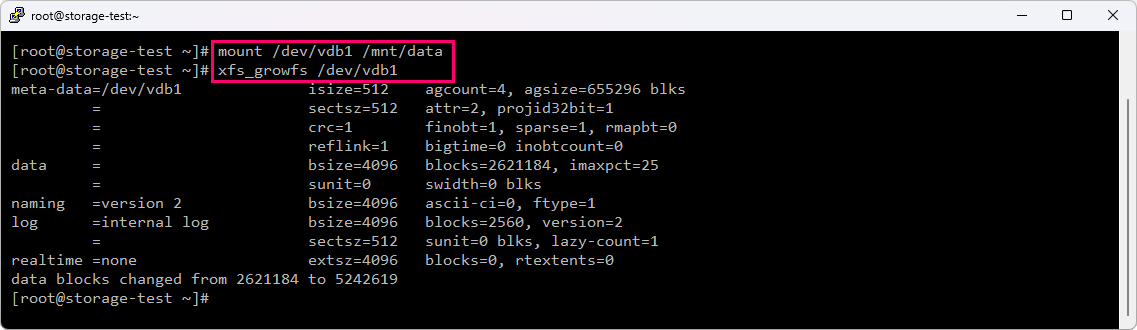 root@storage-test:~
[root@storage-test ~]# mount /dev/vdb1 /mnt/data
[root@storage-test ~]# xfs_growfs /dev/vdb1
meta-data=/dev/vdb1              isize=512    agcount=4, agsize=655296 blks
         =                       sectsz=512   attr=2, projid32bit=1
         =                       crc=1        finobt=1, sparse=1, rmapbt=0
         =                       reflink=1    bigtime=0 inobtcount=0
data     =                       bsize=4096   blocks=2621184, imaxpct=25
         =                       sunit=0      swidth=0 blks
naming   =version 2              bsize=4096   ascii-ci=0, ftype=1
log      =internal log           bsize=4096   blocks=2560, version=2
         =                       sectsz=512   sunit=0 blks, lazy-count=1
realtime =none                   extsz=4096   blocks=0, rtextents=0
data blocks changed from 2621184 to 5242619
[root@storage-test ~]#